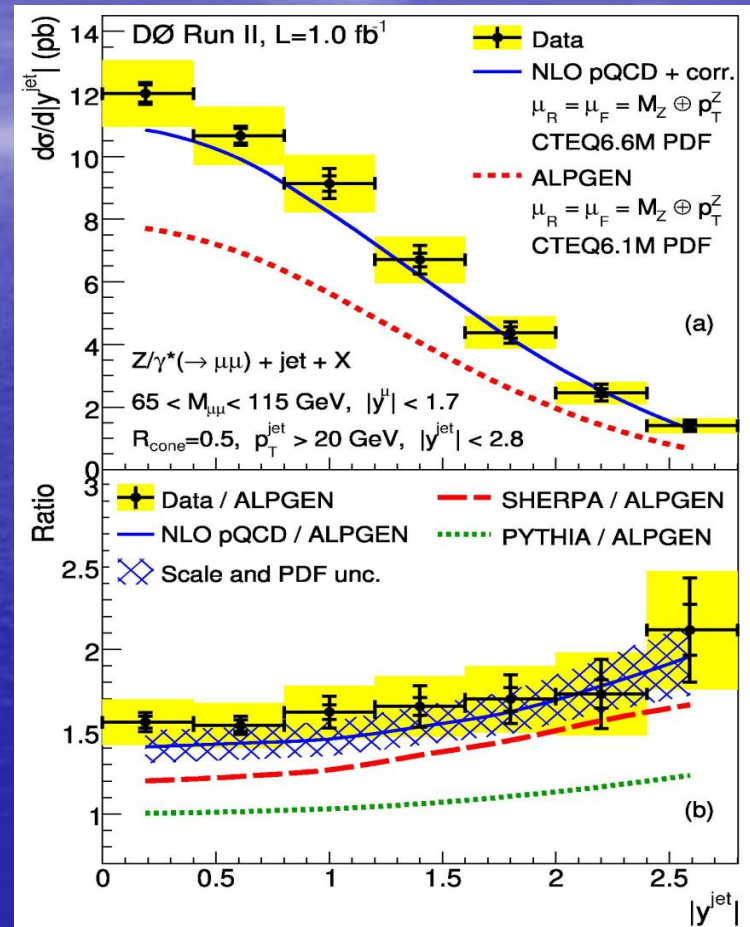 DØ Run II, L=1.0 fb⁻¹
Data
NLO pQCD + corr.
μ_R = μ_F = M_Z ⊕ p_T^Z
CTEQ6.6M PDF
ALPGEN
μ_R = μ_F = M_Z ⊕ p_T^Z
CTEQ6.1M PDF
(a)
Z/γ*(→ μμ) + jet + X
65 < M_μμ < 115 GeV, |y^μ| < 1.7
R_cone=0.5, p_T^jet > 20 GeV, |y^jet| < 2.8
dσ/d|y^jet| (pb)
14
12
10
8
6
4
2
0
Data / ALPGEN
SHERPA / ALPGEN
NLO pQCD / ALPGEN
PYTHIA / ALPGEN
Scale and PDF unc.
(b)
Ratio
3
2.5
2
1.5
1
0 0.5 1 1.5 2 2.5
|y^jet|